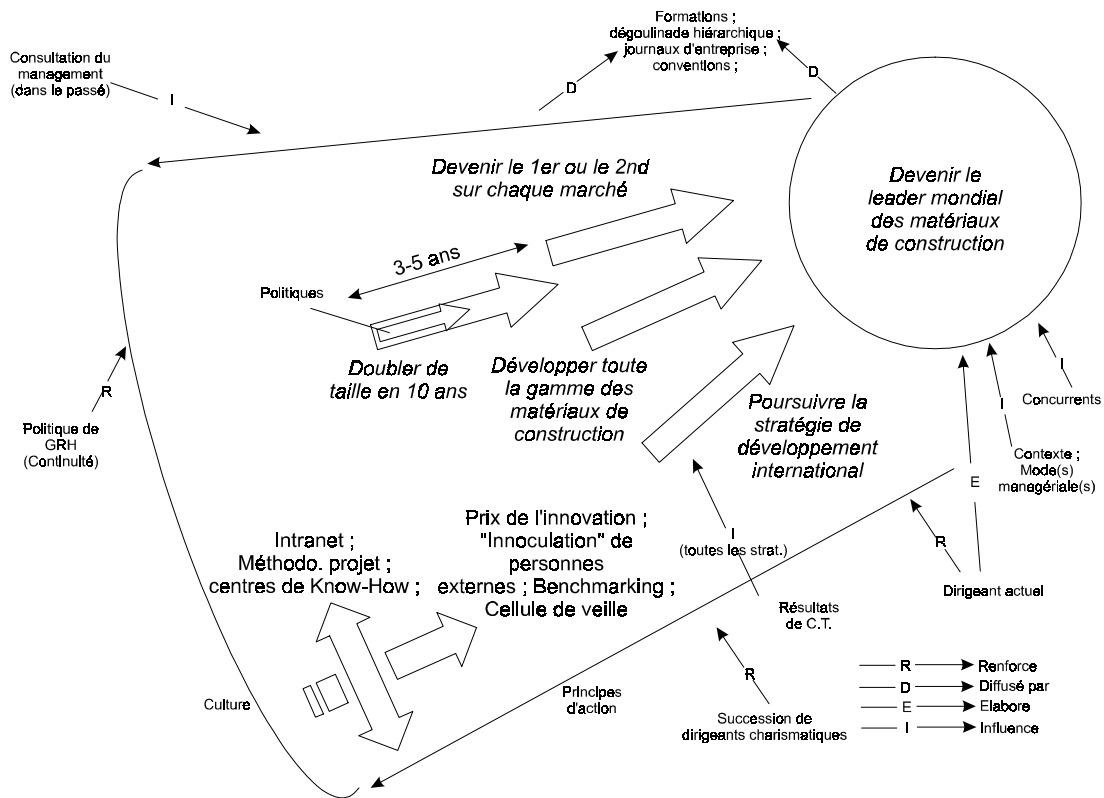 Formations ;
dégoulinade hiérarchique ;
journaux d'entreprise ;
conventions ;
Consultation du
management
(dans le passé)
I
D
D
Devenir le 1er ou le 2nd
sur chaque marché
Devenir le
leader mondial
des matériaux
de construction
3-5 ans
Politiques
Doubler de
taille en 10 ans
Développer toute
la gamme des
matériaux de
construction
Poursuivre la
stratégie de
développement
international
R
Politique de
GRH
(Continuité)
I
Concurrents
I
Contexte ;
Mode(s)
managériale(s)
E
R
Dirigeant actuel
I
(toutes les strat.)
Résultats
de C.T.
Intranet ;
Méthodo. projet ;
centres de Know-How ;
Prix de l'innovation ;
"Innoculation" de
personnes
externes ; Benchmarking ;
Cellule de veille
Culture
Principes
d'action
R
Succession de
dirigeants charismatiques
R Renforce
D Diffusé par
E Elabore
I Influence